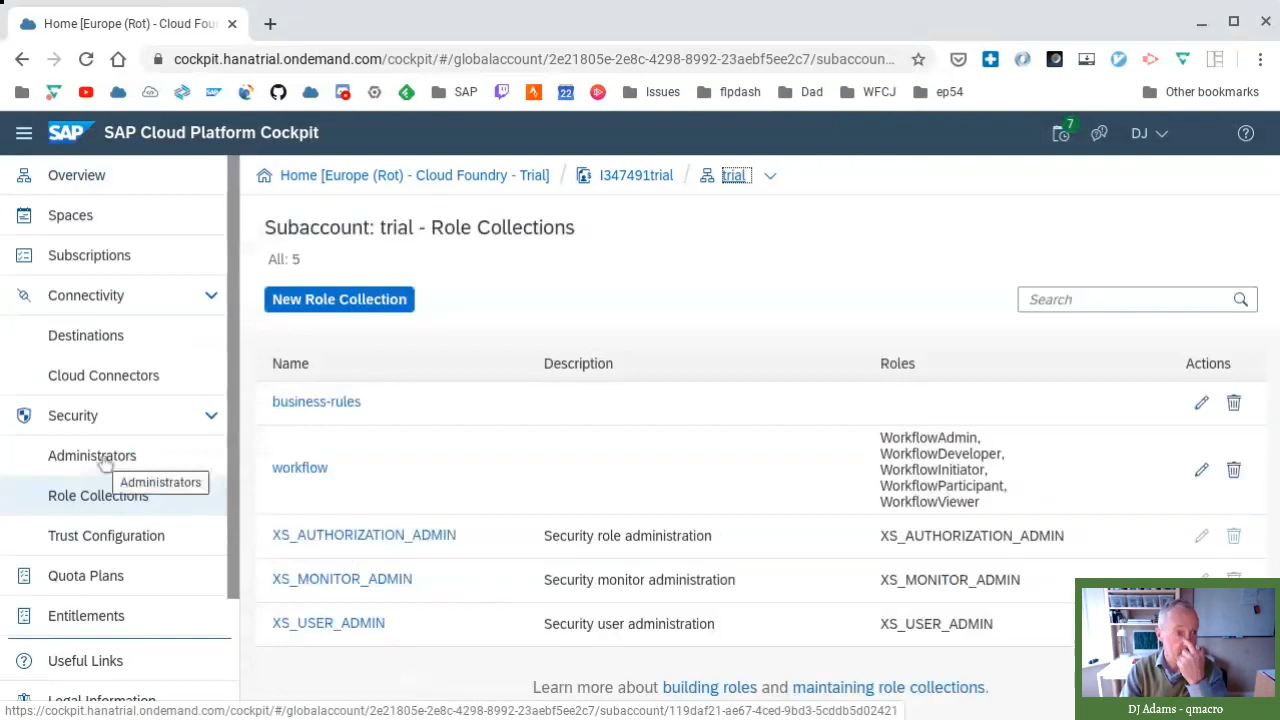 Home [Europe (Rot) - Cloud Fou
cockpit.hanatrial.ondemand.com/cockpit/#/globalaccount/2e21805e-2e8c-4298-8992-23aebf5ee2c7/subaccoun...
22
SAP
Issues
flpdash
Dad
WFCJ
ep54
Other bookmarks
SAP
SAP Cloud Platform Cockpit
7
DJ
Overview
Spaces
Subscriptions
Connectivity
Destinations
Cloud Connectors
Security
Administrators
Administrators
Role Collections
Trust Configuration
Quota Plans
Entitlements
Useful Links
Legal Information
Home [Europe (Rot) - Cloud Foundry - Trial]
I347491trial
trial
Subaccount: trial - Role Collections
All: 5
New Role Collection
Search
Name
Description
Roles
Actions
business-rules
workflow
WorkflowAdmin,
WorkflowDeveloper,
WorkflowInitiator,
WorkflowParticipant,
WorkflowViewer
XS_AUTHORIZATION_ADMIN
Security role administration
XS_AUTHORIZATION_ADMIN
XS_MONITOR_ADMIN
Security monitor administration
XS_MONITOR_ADMIN
XS_USER_ADMIN
Security user administration
XS_USER_ADMIN
Learn more about building roles and maintaining role collections.
https://cockpit.hanatrial.ondemand.com/cockpit/#/globalaccount/2e21805e-2e8c-4298-8992-23aebf5ee2c7/subaccount/119daf21-ae67-4ced-9bd3-5cddb5d02421
DJ Adams - qmacro